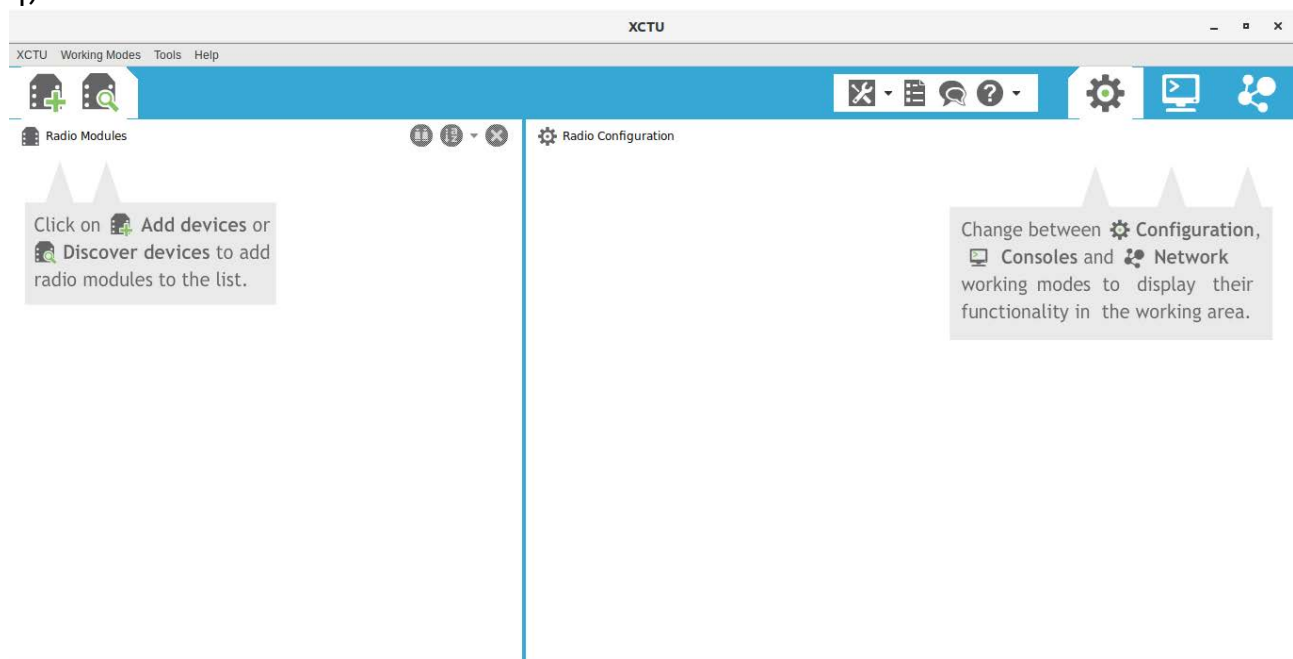 XCTU
XCTU Working Modes Tools Help
Radio Modules
Radio Configuration
Click on Add devices or
Discover devices to add
radio modules to the list.
Change between Configuration,
Consoles and Network
working modes to display their
functionality in the working area.